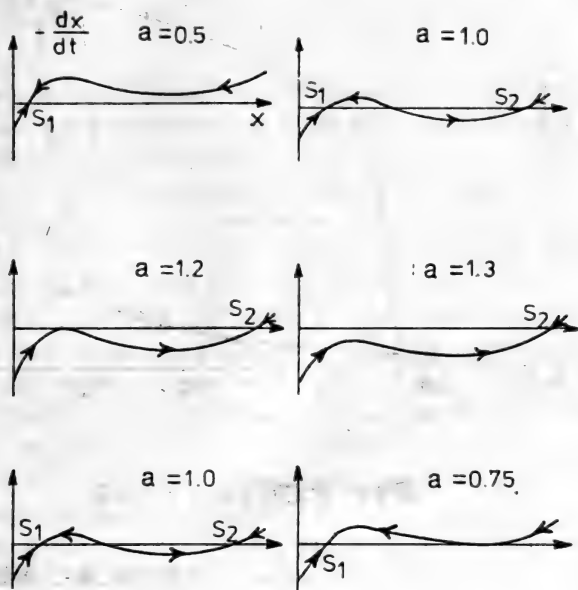 - dx/dt a = 0.5
S1 x
a = 1.0
S1 S2
a = 1.2
S2
a = 1.3
S2
a = 1.0
S1 S2
a = 0.75
S1